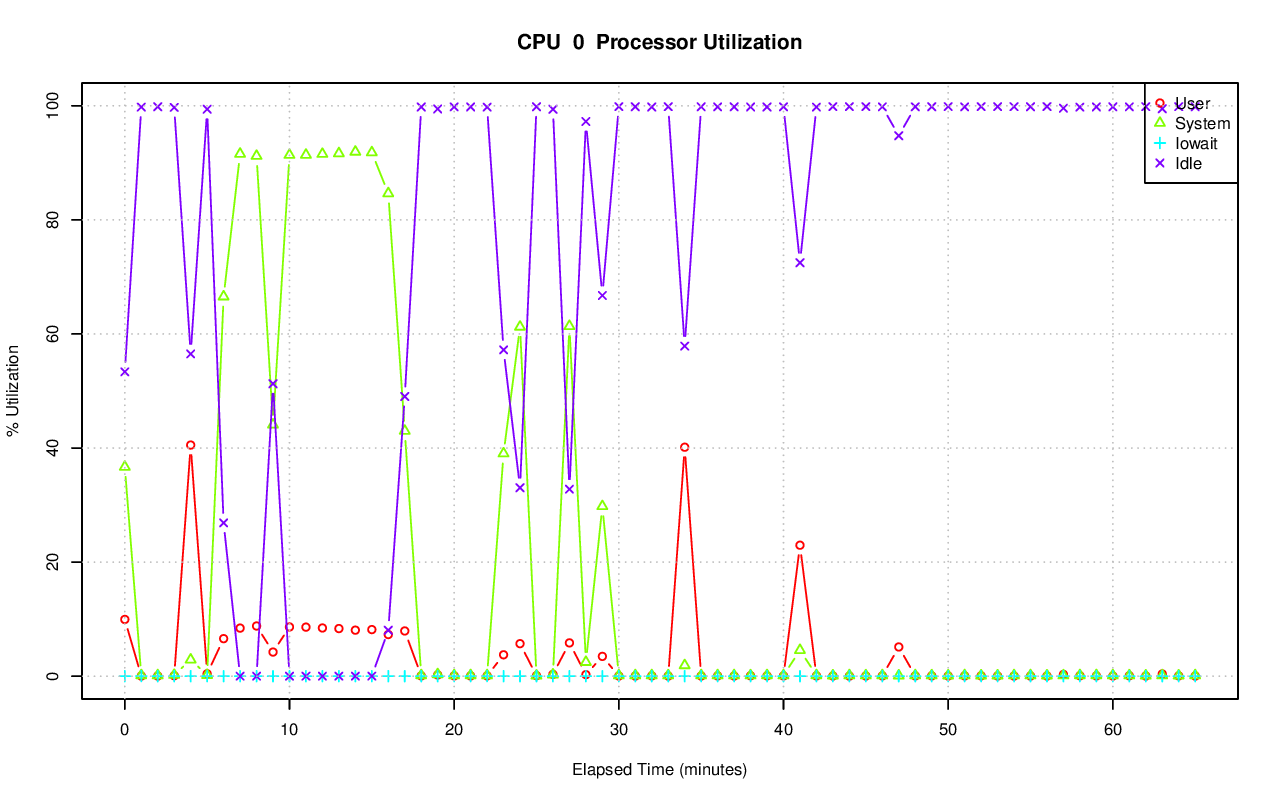 CPU  0  Processor Utilization
% Utilization
100
80
60
40
20
0
User
System
Iowait
Idle
0 10 20 30 40 50 60
Elapsed Time (minutes)